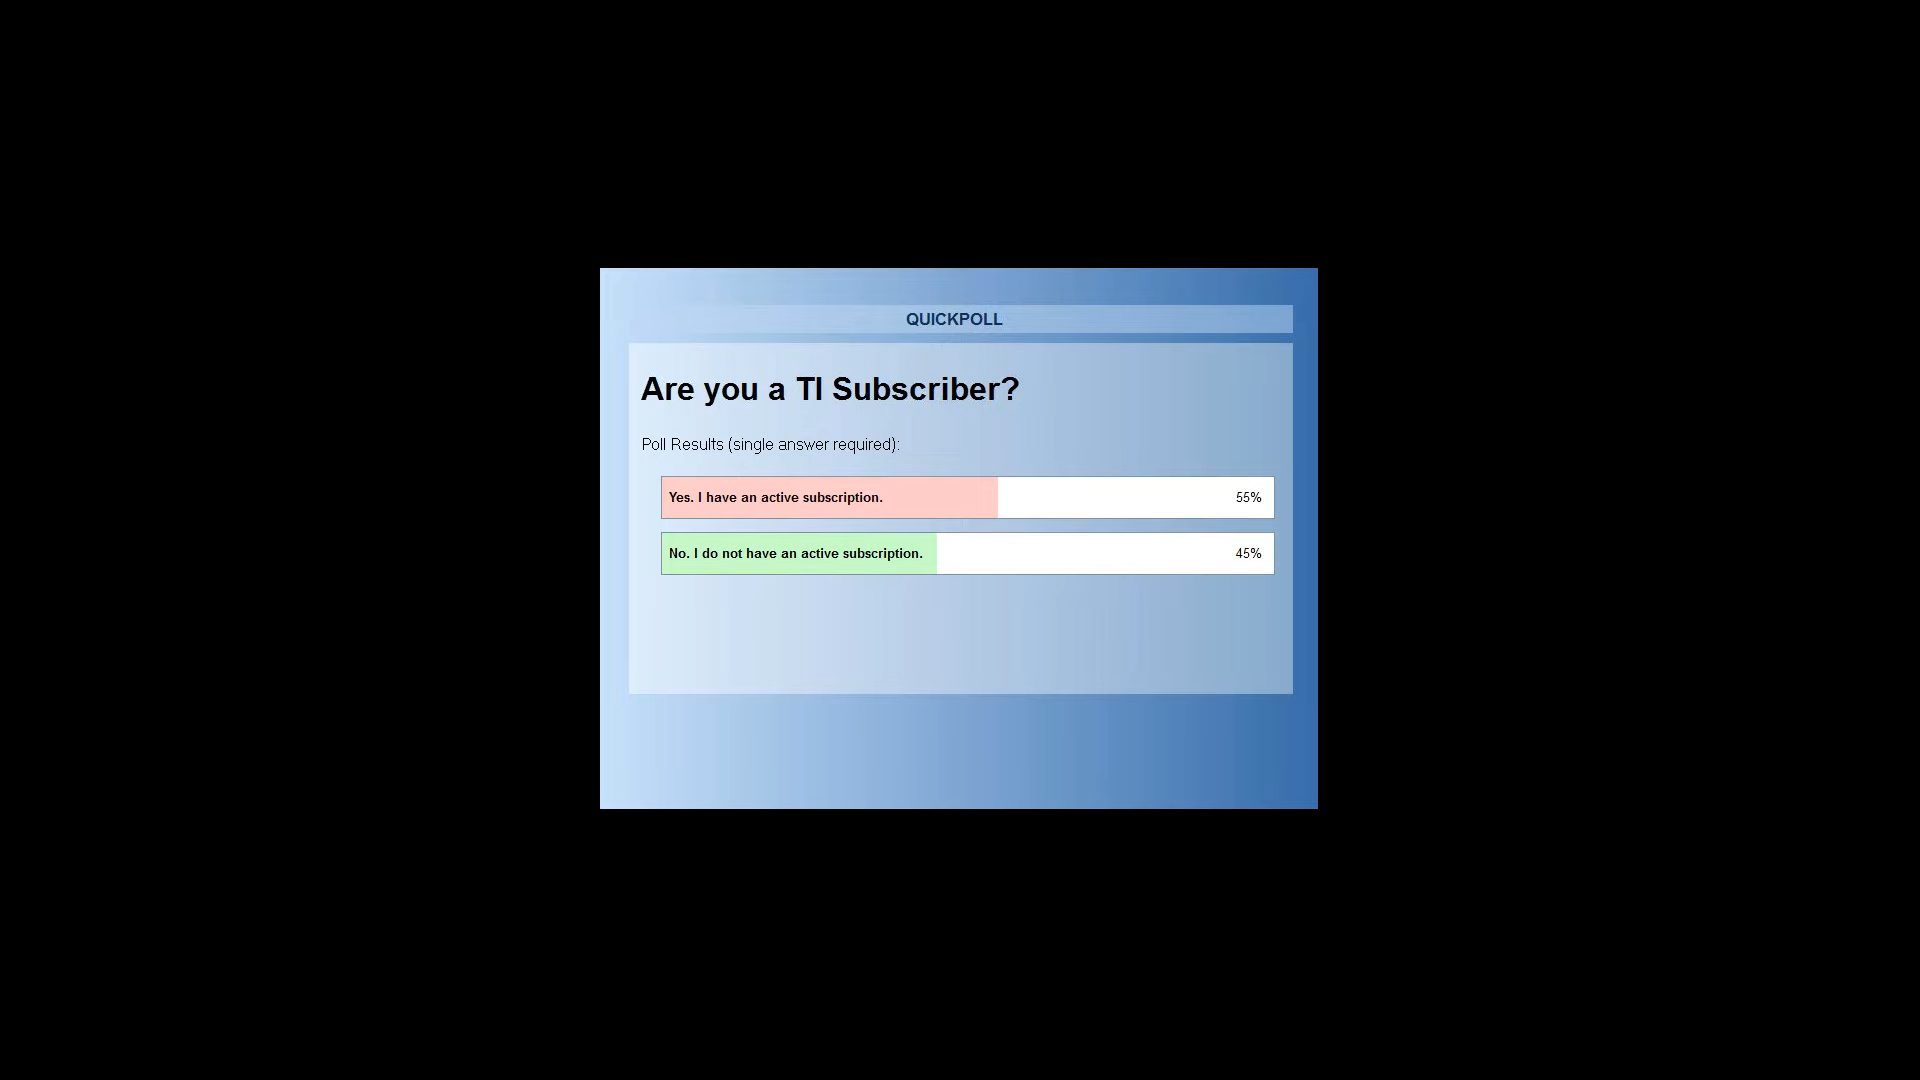 QUICKPOLL
Are you a TI Subscriber?
Poll Results (single answer required):
Yes. I have an active subscription. 55%
No. I do not have an active subscription. 45%